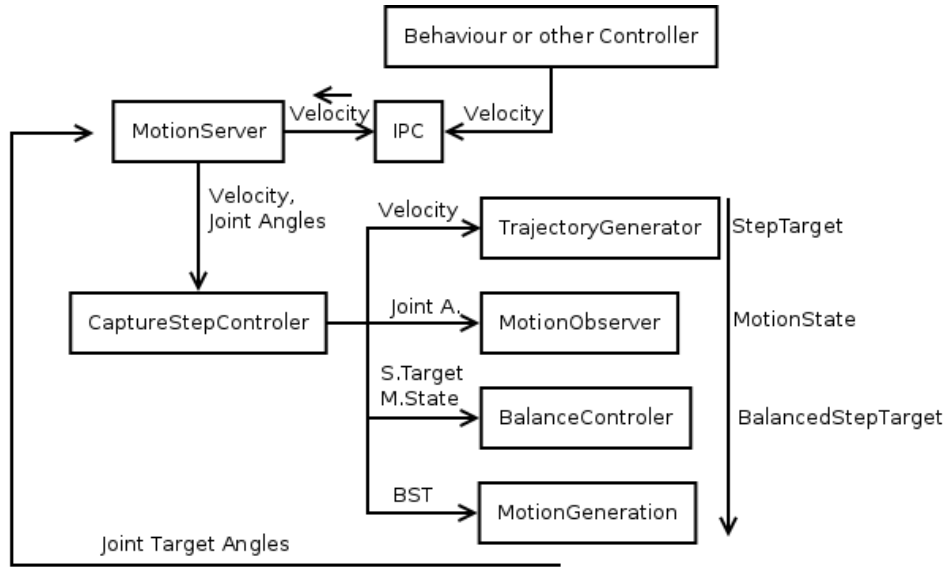 Behaviour or other Controller
Velocity
Velocity
MotionServer
IPC
Velocity,
Joint Angles
Velocity
TrajectoryGenerator
StepTarget
CaptureStepControler
Joint A.
MotionObserver
MotionState
S.Target
M.State
BalanceControler
BalancedStepTarget
BST
MotionGeneration
Joint Target Angles